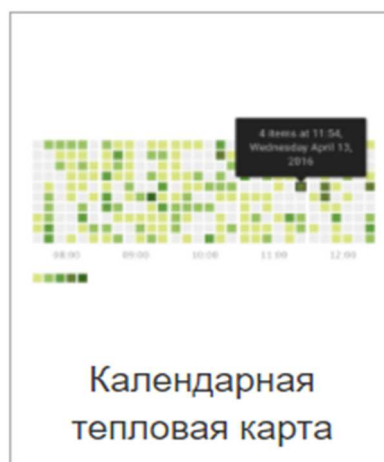 4 items at 11:54,
Wednesday April 13,
2016
08:00 09:00 10:00 11:00 12:00
Календарная
тепловая карта